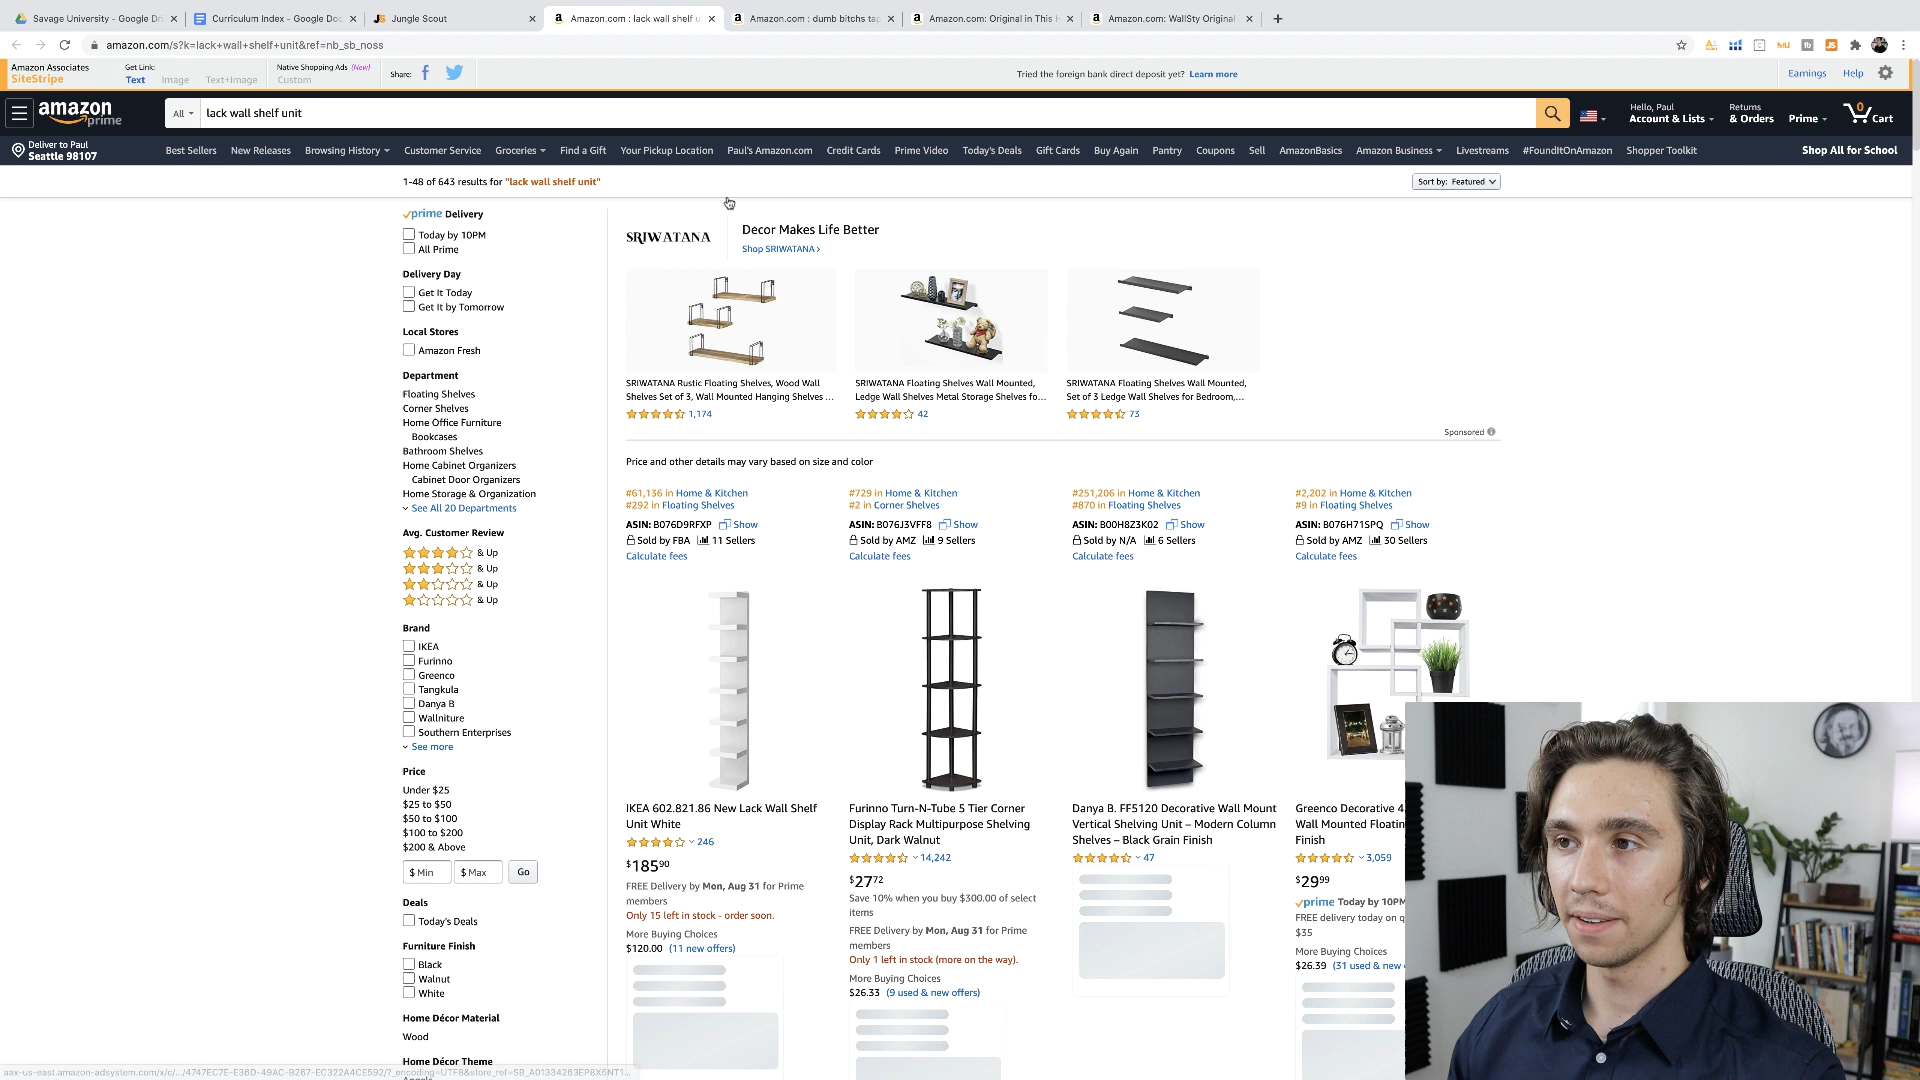 Savage University - Google Dri
Curriculum Index - Google Doc
Jungle Scout
Amazon.com : lack wall shelf u
Amazon.com : dumb bitchs tap
Amazon.com: Original in This H
Amazon.com: WallSty Original
amazon.com/s?k=lack+wall+shelf+unit&ref=nb_sb_noss
Amazon Associates
SiteStripe
Get Link:
Text Image Text+Image
Native Shopping Ads (New)
Custom
Share:
Tried the foreign bank direct deposit yet? Learn more
Earnings Help
amazon
prime
All
lack wall shelf unit
Hello, Paul
Account & Lists
Returns
& Orders
Prime
0
Cart
Deliver to Paul
Seattle 98107
Best Sellers New Releases Browsing History Customer Service Groceries Find a Gift Your Pickup Location Paul's Amazon.com Credit Cards Prime Video Today's Deals Gift Cards Buy Again Pantry Coupons Sell AmazonBasics Amazon Business Livestreams #FoundItOnAmazon Shopper Toolkit
Shop All for School
1-48 of 643 results for "lack wall shelf unit"
Sort by: Featured
prime Delivery
Today by 10PM
All Prime
Delivery Day
Get It Today
Get It by Tomorrow
Local Stores
Amazon Fresh
Department
Floating Shelves
Corner Shelves
Home Office Furniture
Bookcases
Bathroom Shelves
Home Cabinet Organizers
Cabinet Door Organizers
Home Storage & Organization
See All 20 Departments
Avg. Customer Review
& Up
& Up
& Up
& Up
Brand
IKEA
Furinno
Greenco
Tangkula
Danya B
Wallniture
Southern Enterprises
See more
Price
Under $25
$25 to $50
$50 to $100
$100 to $200
$200 & Above
$ Min
$ Max
Go
Deals
Today's Deals
Furniture Finish
Black
Walnut
White
Home Décor Material
Wood
Home Décor Theme
SRIWATANA
Decor Makes Life Better
Shop SRIWATANA ›
SRIWATANA Rustic Floating Shelves, Wood Wall
Shelves Set of 3, Wall Mounted Hanging Shelves ...
1,174
SRIWATANA Floating Shelves Wall Mounted,
Ledge Wall Shelves Metal Storage Shelves fo...
42
SRIWATANA Floating Shelves Wall Mounted,
Set of 3 Ledge Wall Shelves for Bedroom,...
73
Sponsored
Price and other details may vary based on size and color
#61,136 in Home & Kitchen
#292 in Floating Shelves
ASIN: B076D9RFXP Show
Sold by FBA 11 Sellers
Calculate fees
IKEA 602.821.86 New Lack Wall Shelf
Unit White
246
$185 90
FREE Delivery by Mon, Aug 31 for Prime
members
Only 15 left in stock - order soon.
More Buying Choices
$120.00 (11 new offers)
#729 in Home & Kitchen
#2 in Corner Shelves
ASIN: B076J3VFF8 Show
Sold by AMZ 9 Sellers
Calculate fees
Furinno Turn-N-Tube 5 Tier Corner
Display Rack Multipurpose Shelving
Unit, Dark Walnut
14,242
$27 72
Save 10% when you buy $300.00 of select
items
FREE Delivery by Mon, Aug 31 for Prime
members
Only 1 left in stock (more on the way).
More Buying Choices
$26.33 (9 used & new offers)
#251,206 in Home & Kitchen
#870 in Floating Shelves
ASIN: B00H8Z3K02 Show
Sold by N/A 6 Sellers
Calculate fees
Danya B. FF5120 Decorative Wall Mount
Vertical Shelving Unit – Modern Column
Shelves – Black Grain Finish
47
#2,202 in Home & Kitchen
#9 in Floating Shelves
ASIN: B076H71SPQ Show
Sold by AMZ 30 Sellers
Calculate fees
Greenco Decorative 4
Wall Mounted Floatin
Finish
3,059
$29 99
prime Today by 10PM
FREE delivery today on q
$35
More Buying Choices
$26.39 (31 used & new